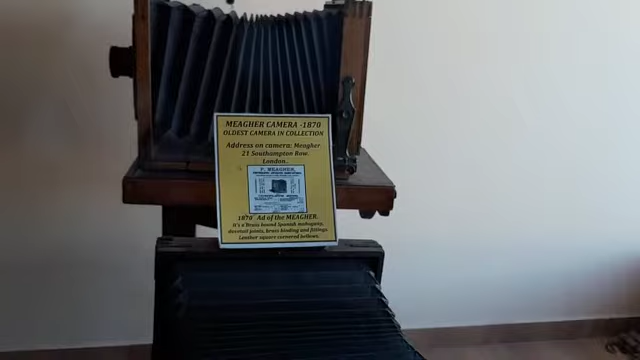 MEAGHER CAMERA -1870
OLDEST CAMERA IN COLLECTION
Address on camera: Meagher.
21 Southampton Row.
London.
P. MEAGHER,
1870 Ad of the MEAGHER.
It's a Brass bound Spanish mahogany,
dovetail joints, brass binding and fittings.
Leather square cornered bellows.